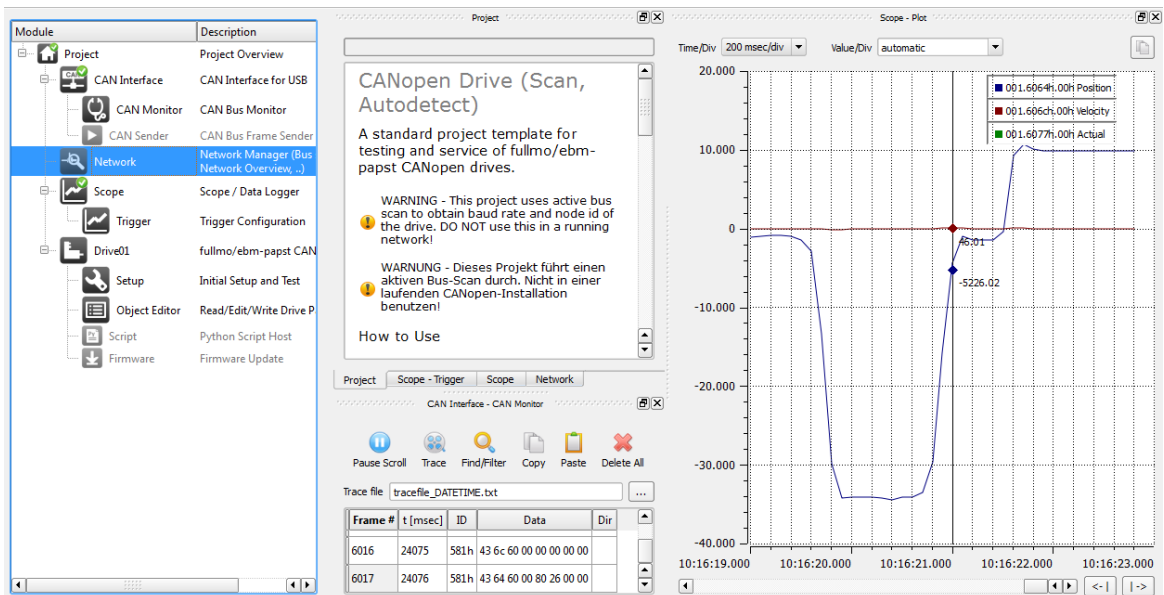 Module Description
Project Project Overview
CAN Interface CAN Interface for USB
CAN Monitor CAN Bus Monitor
CAN Sender CAN Bus Frame Sender
Network Network Manager (Bus
Network Overview, ..)
Scope Scope / Data Logger
Trigger Trigger Configuration
Drive01 fullmo/ebm-papst CAN
Setup Initial Setup and Test
Object Editor Read/Edit/Write Drive P
Script Python Script Host
Firmware Firmware Update
Project
CANopen Drive (Scan,
Autodetect)
A standard project template for
testing and service of fullmo/ebm-
papst CANopen drives.
WARNING - This project uses active bus
scan to obtain baud rate and node id of
the drive. DO NOT use this in a running
network!
WARNUNG - Dieses Projekt führt einen
aktiven Bus-Scan durch. Nicht in einer
laufenden CANopen-Installation
benutzen!
How to Use
Project Scope - Trigger Scope Network
CAN Interface - CAN Monitor
Pause Scroll Trace Find/Filter Copy Paste Delete All
Trace file tracefile_DATETIME.txt ...
Frame # t [msec] ID Data Dir
6016 24075 581h 43 6c 60 00 00 00 00 00
6017 24076 581h 43 64 60 00 80 26 00 00
Scope - Plot
Time/Div 200 msec/div Value/Div automatic
20.000
001.6064h.00h Position
001.606ch.00h Velocity
001.6077h.00h Actual
10.000
0
46.01
-5226.02
-10.000
-20.000
-30.000
-40.000
10:16:19.000 10:16:20.000 10:16:21.000 10:16:22.000 10:16:23.000
<-| |->